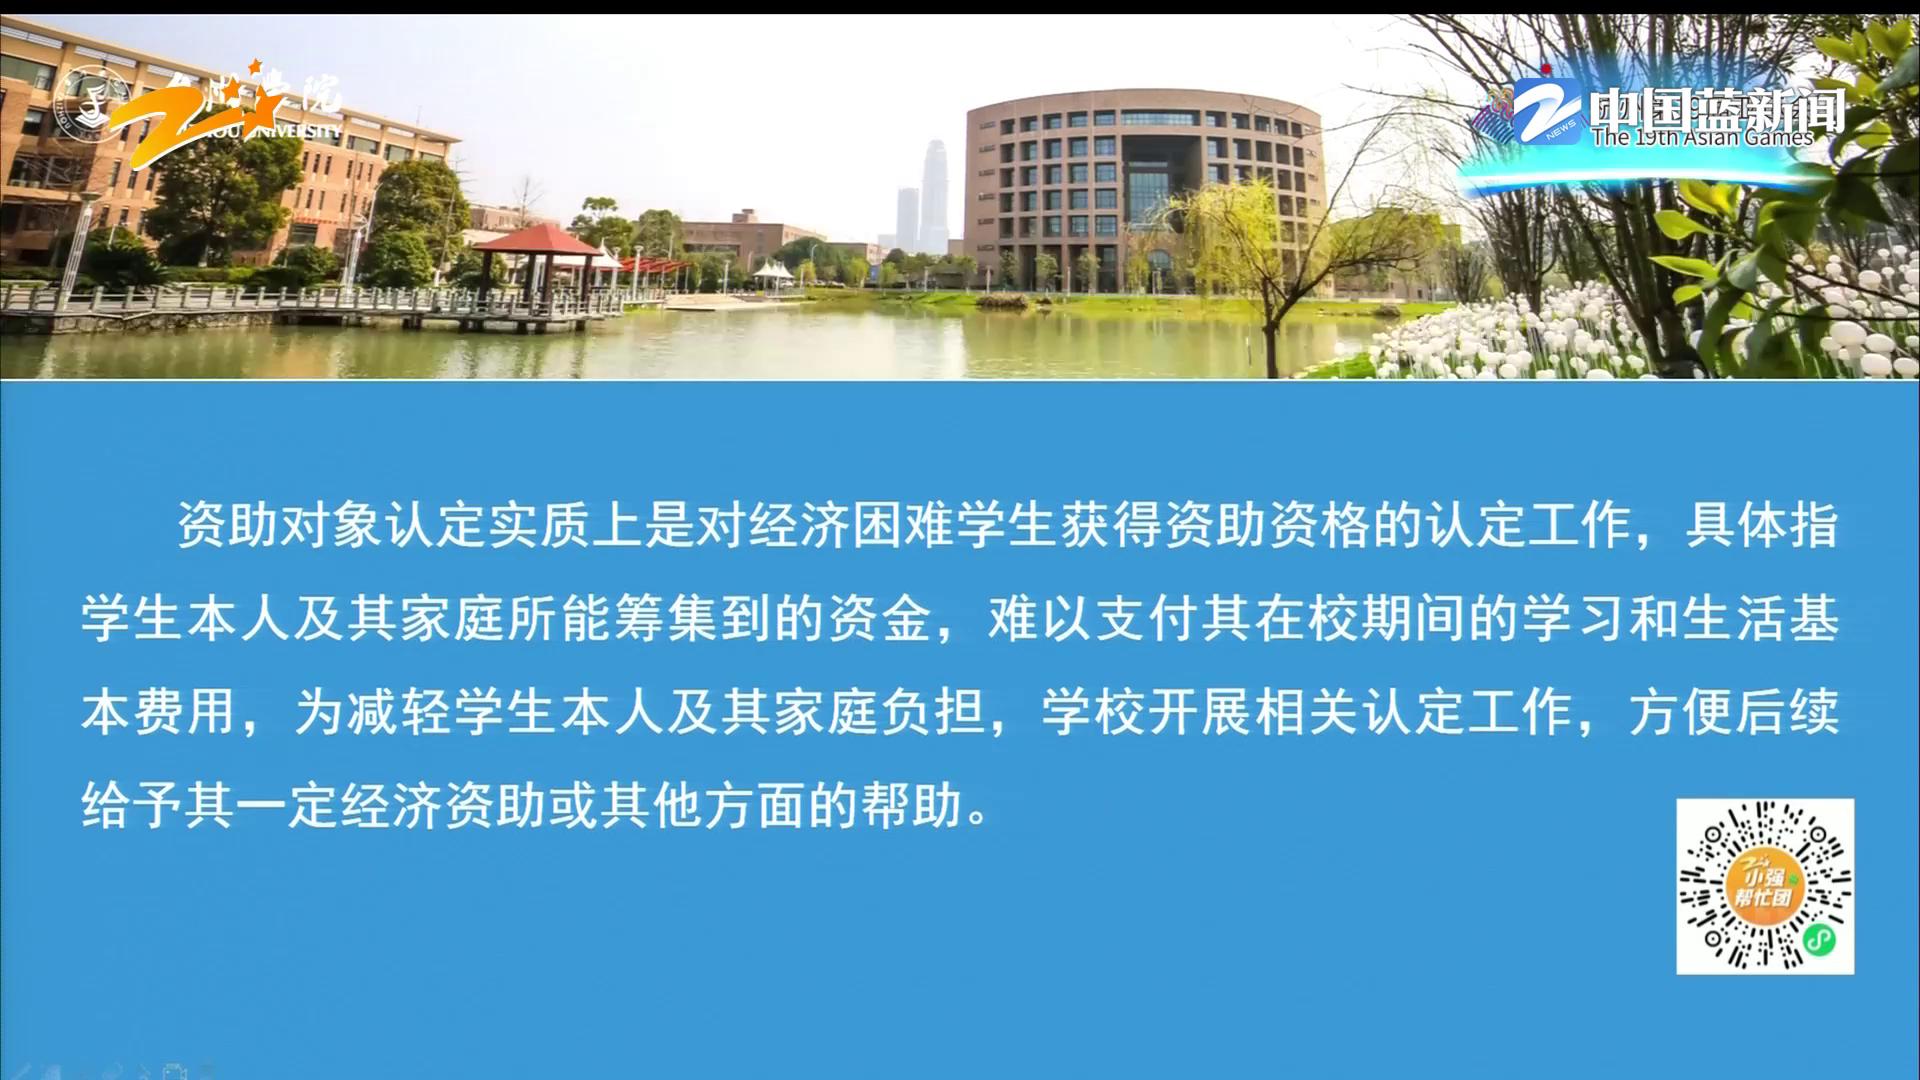 学院
UNIVERSITY
中国蓝新闻
NEWS
The 19th Asian Games
资助对象认定实质上是对经济困难学生获得资助资格的认定工作，具体指
学生本人及其家庭所能筹集到的资金，难以支付其在校期间的学习和生活基
本费用，为减轻学生本人及其家庭负担，学校开展相关认定工作，方便后续
给予其一定经济资助或其他方面的帮助。
小强
帮忙团